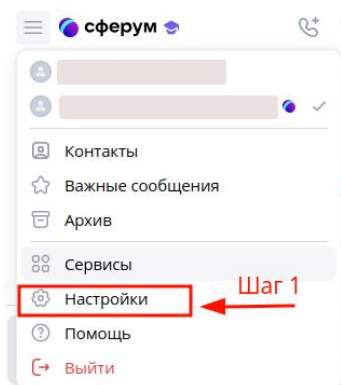 сферум
Контакты
Важные сообщения
Архив
Сервисы
Настройки
Шаг 1
Помощь
Выйти